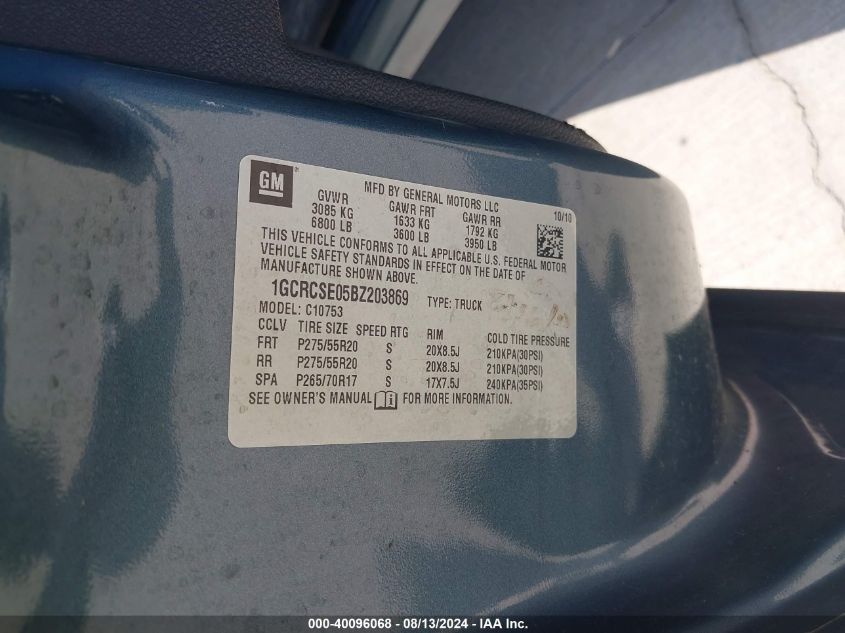 GM
MFD BY GENERAL MOTORS LLC 10/10
GVWR GAWR FRT GAWR RR
3085 KG 1633 KG 1792 KG
6800 LB 3600 LB 3950 LB
THIS VEHICLE CONFORMS TO ALL APPLICABLE U.S. FEDERAL MOTOR
VEHICLE SAFETY STANDARDS IN EFFECT ON THE DATE OF
MANUFACTURE SHOWN ABOVE.
1GCRCSE05BZ203869 TYPE: TRUCK
MODEL: C10753
CCLV TIRE SIZE SPEED RTG RIM COLD TIRE PRESSURE
FRT P275/55R20 S 20X8.5J 210KPA(30PSI)
RR P275/55R20 S 20X8.5J 210KPA(30PSI)
SPA P265/70R17 S 17X7.5J 240KPA(35PSI)
SEE OWNER'S MANUAL FOR MORE INFORMATION.
000-40096068 - 08/13/2024 - IAA Inc.